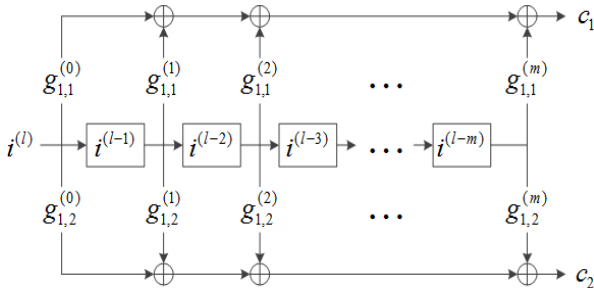 c₁
g₁,₁⁽⁰⁾ g₁,₁⁽¹⁾ g₁,₁⁽²⁾ ... g₁,₁⁽ᵐ⁾
i⁽ˡ⁾ i⁽ˡ⁻¹⁾ i⁽ˡ⁻²⁾ i⁽ˡ⁻³⁾ ... i⁽ˡ⁻ᵐ⁾
g₁,₂⁽⁰⁾ g₁,₂⁽¹⁾ g₁,₂⁽²⁾ ... g₁,₂⁽ᵐ⁾
c₂